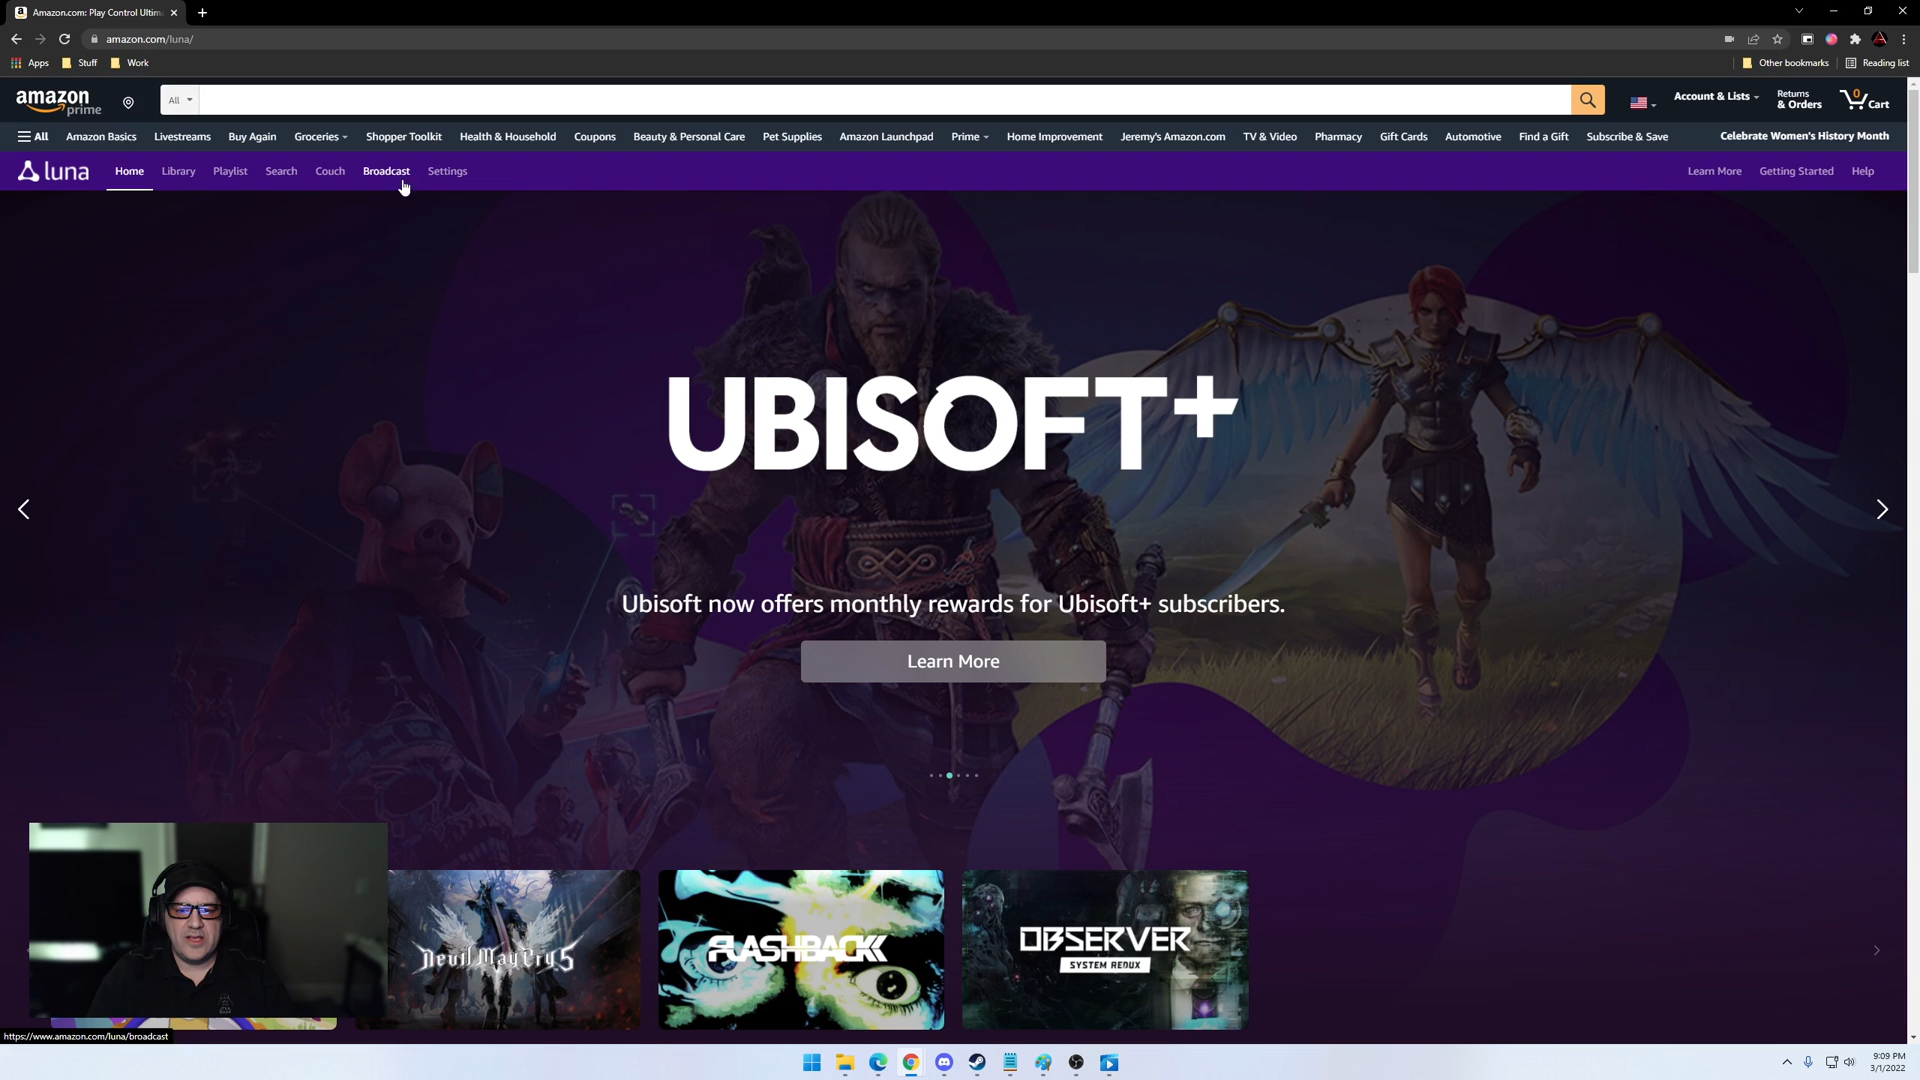 Amazon.com: Play Control Ultim
amazon.com/luna/
Apps Stuff Work Other bookmarks Reading list
amazon prime
All
Account & Lists
Returns & Orders
0 Cart
All Amazon Basics Livestreams Buy Again Groceries Shopper Toolkit Health & Household Coupons Beauty & Personal Care Pet Supplies Amazon Launchpad Prime Home Improvement Jeremy's Amazon.com TV & Video Pharmacy Gift Cards Automotive Find a Gift Subscribe & Save Celebrate Women's History Month
luna Home Library Playlist Search Couch Broadcast Settings Learn More Getting Started Help
UBISOFT+
Ubisoft now offers monthly rewards for Ubisoft+ subscribers.
Learn More
Devil May Cry 5
FLASHBACK
OBSERVER
SYSTEM REDUX
https://www.amazon.com/luna/broadcast
9:09 PM
3/1/2022